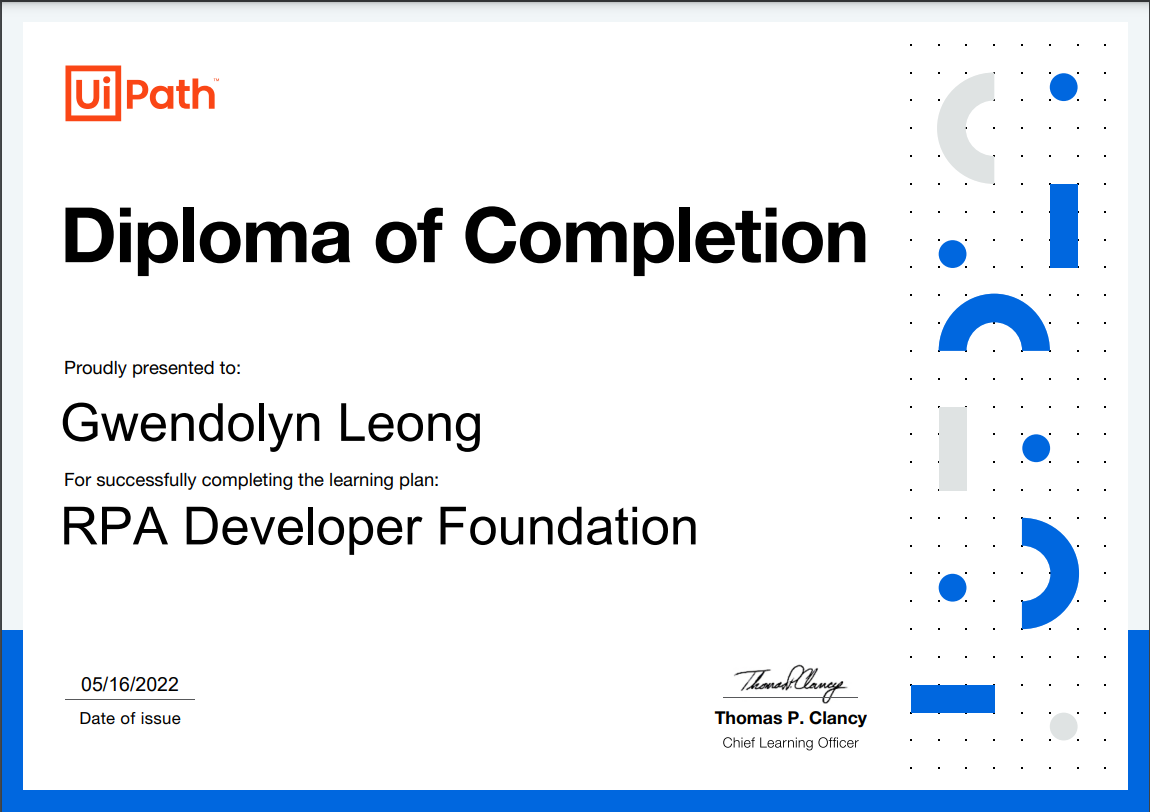 UiPath™
Diploma of Completion
Proudly presented to:
Gwendolyn Leong
For successfully completing the learning plan:
RPA Developer Foundation
05/16/2022
Date of issue
Thomas P. Clancy
Thomas P. Clancy
Chief Learning Officer